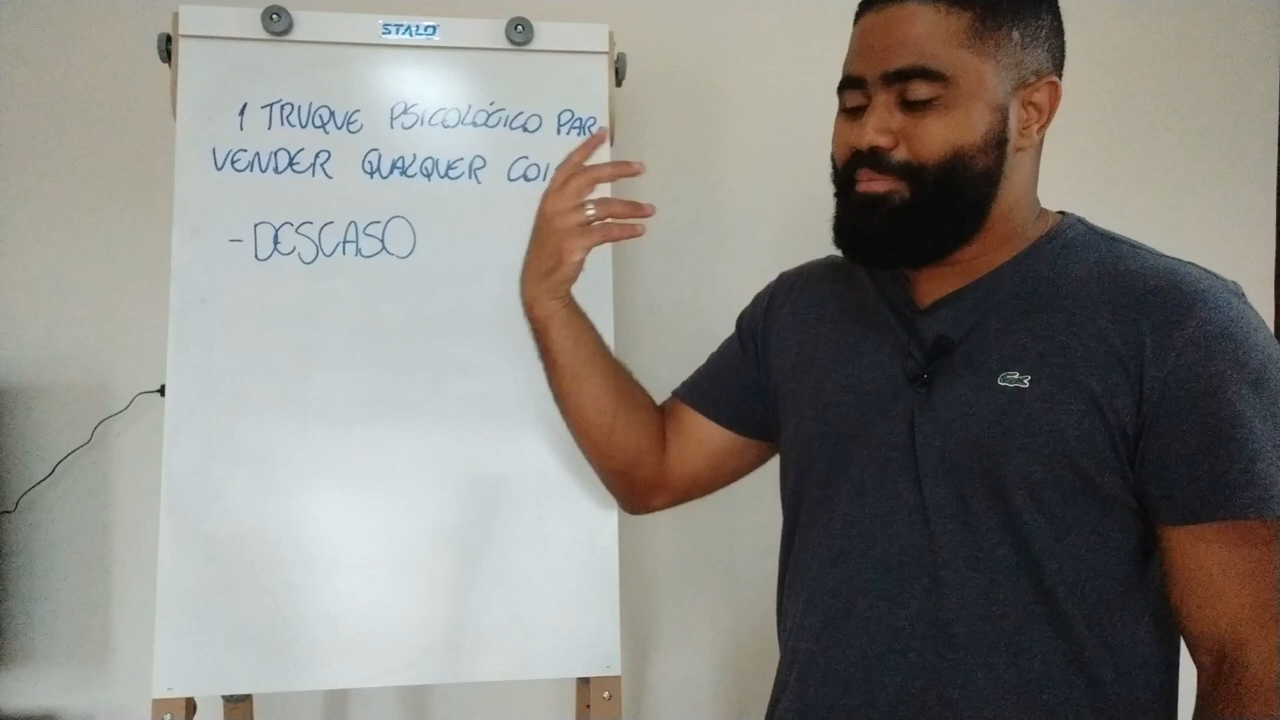 STALO
1 TRUQUE PSICOLÓGICO PAR
VENDER QUALQUER COI
- DESCASO